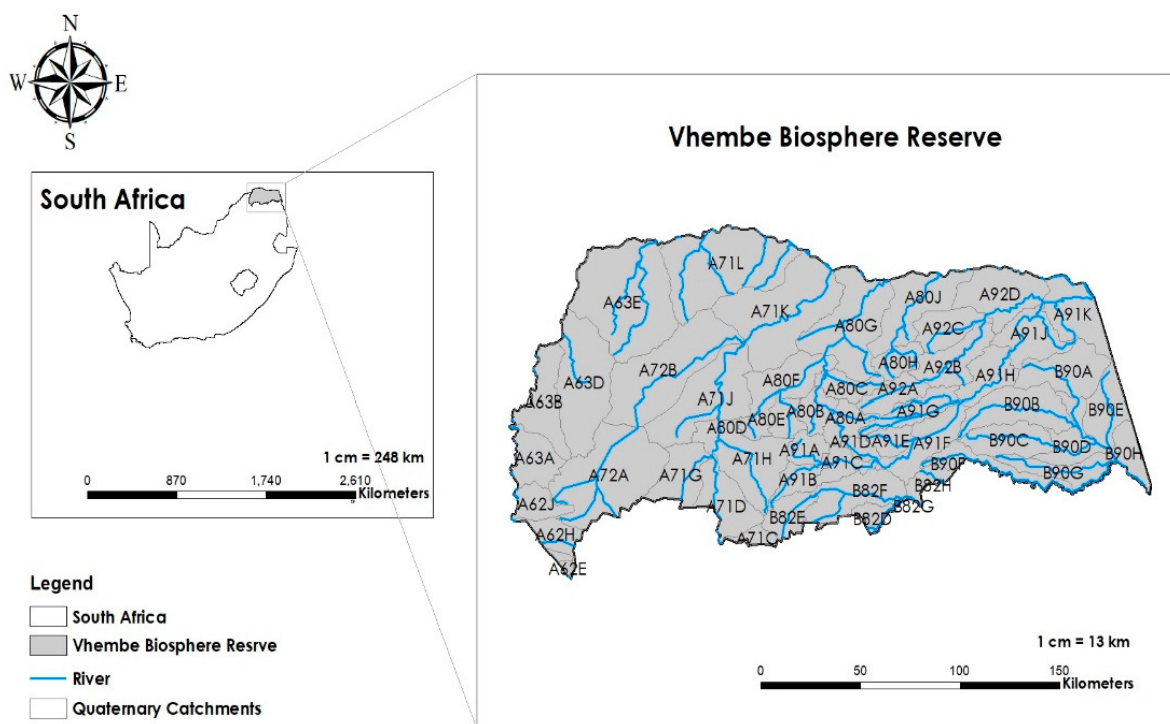 N
W
E
S
South Africa
1 cm = 248 km
0 870 1,740 2,610
Kilometers
Legend
South Africa
Vhembe Biosphere Resrve
River
Quaternary Catchments
Vhembe Biosphere Reserve
A71L
A63E
A71K
A80J
A92D
A91K
A80G
A92C
A91J
A72B
A80H
A92B
A63D
A80F
A80C
A92A
A91H
B90A
A63B
A71J
A80B
A91G
B90B
B90E
A80D
A80E
A80A
A91D
A91E
A91F
B90C
B90D
A63A
A71H
A91A
A91C
B90F
B90H
A72A
A71G
A91B
B90G
A62J
A71D
B82F
B82H
B82G
A62H
B82E
B82D
A71C
A62E
1 cm = 13 km
0 50 100 150
Kilometers